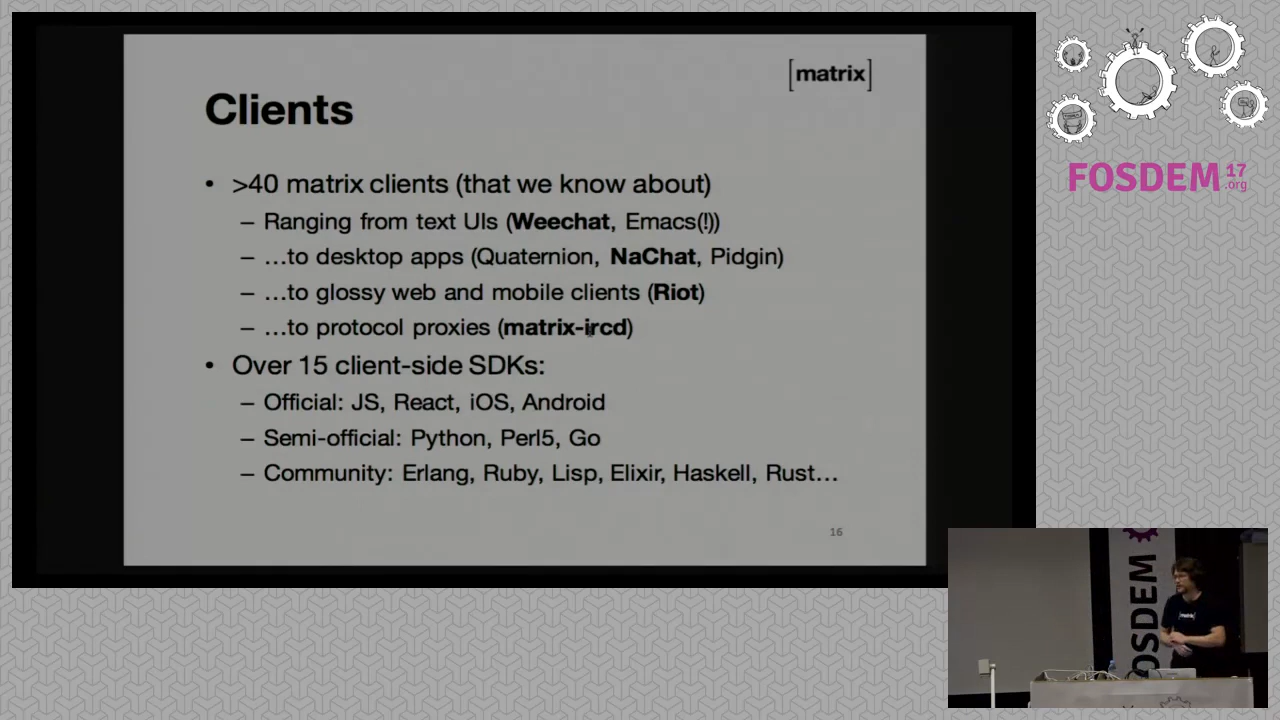 [matrix]
Clients
• >40 matrix clients (that we know about)
– Ranging from text UIs (Weechat, Emacs(!))
– …to desktop apps (Quaternion, NaChat, Pidgin)
– …to glossy web and mobile clients (Riot)
– …to protocol proxies (matrix-ircd)
• Over 15 client-side SDKs:
– Official: JS, React, iOS, Android
– Semi-official: Python, Perl5, Go
– Community: Erlang, Ruby, Lisp, Elixir, Haskell, Rust…
16
FOSDEM 17
.org
OSDEM
[matrix]